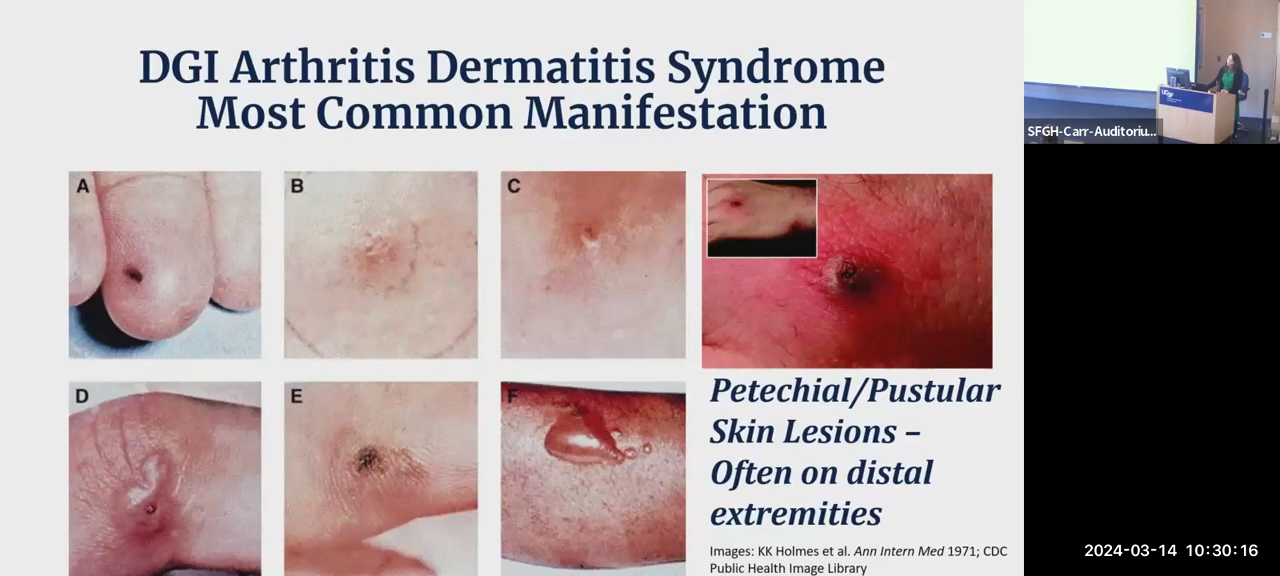 DGI Arthritis Dermatitis Syndrome
Most Common Manifestation
A
B
C
D
E
F
Petechial/Pustular
Skin Lesions –
Often on distal
extremities
Images: KK Holmes et al. Ann Intern Med 1971; CDC
Public Health Image Library
UCSF
SFGH-Carr-Auditoriu...
2024-03-14 10:30:16